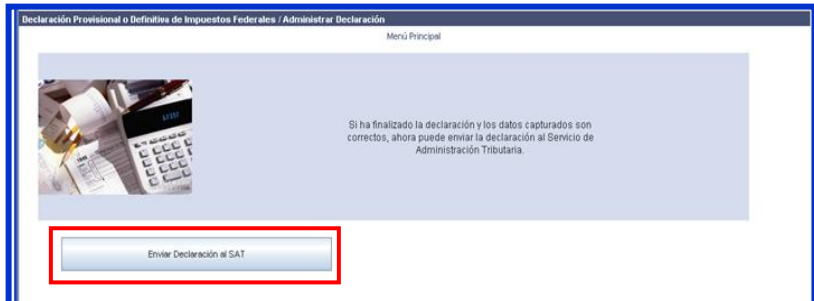 Declaración Provisional o Definitiva de Impuestos Federales / Administrar Declaración
Menú Principal
Si ha finalizado la declaración y los datos capturados son
correctos, ahora puede enviar la declaración al Servicio de
Administración Tributaria.
Enviar Declaración al SAT